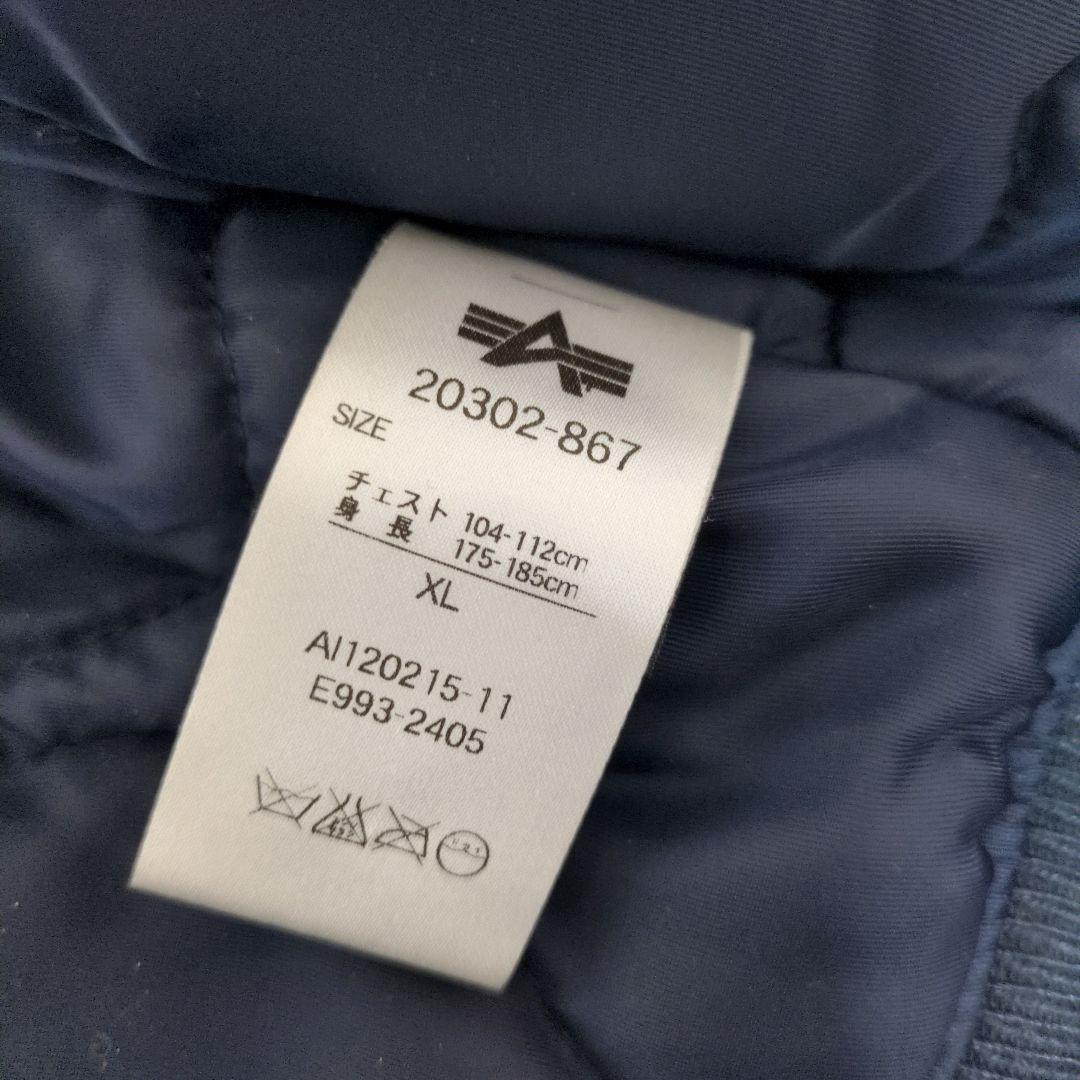 20302-867
SIZE
チェスト 104-112cm
身 長 175-185cm
XL
AI120215-11
E993-2405